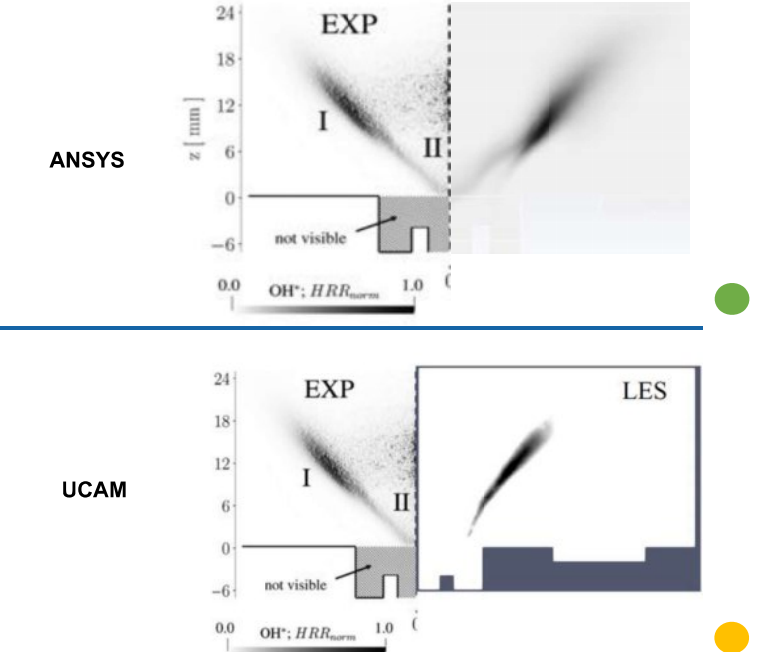 24
EXP
18
z [ mm ]
12
I
ANSYS
6
II
0
not visible
−6
0.0
OH*; HRRnorm
1.0
24
EXP
LES
18
12
I
UCAM
6
II
0
not visible
−6
0.0
OH*; HRRnorm
1.0